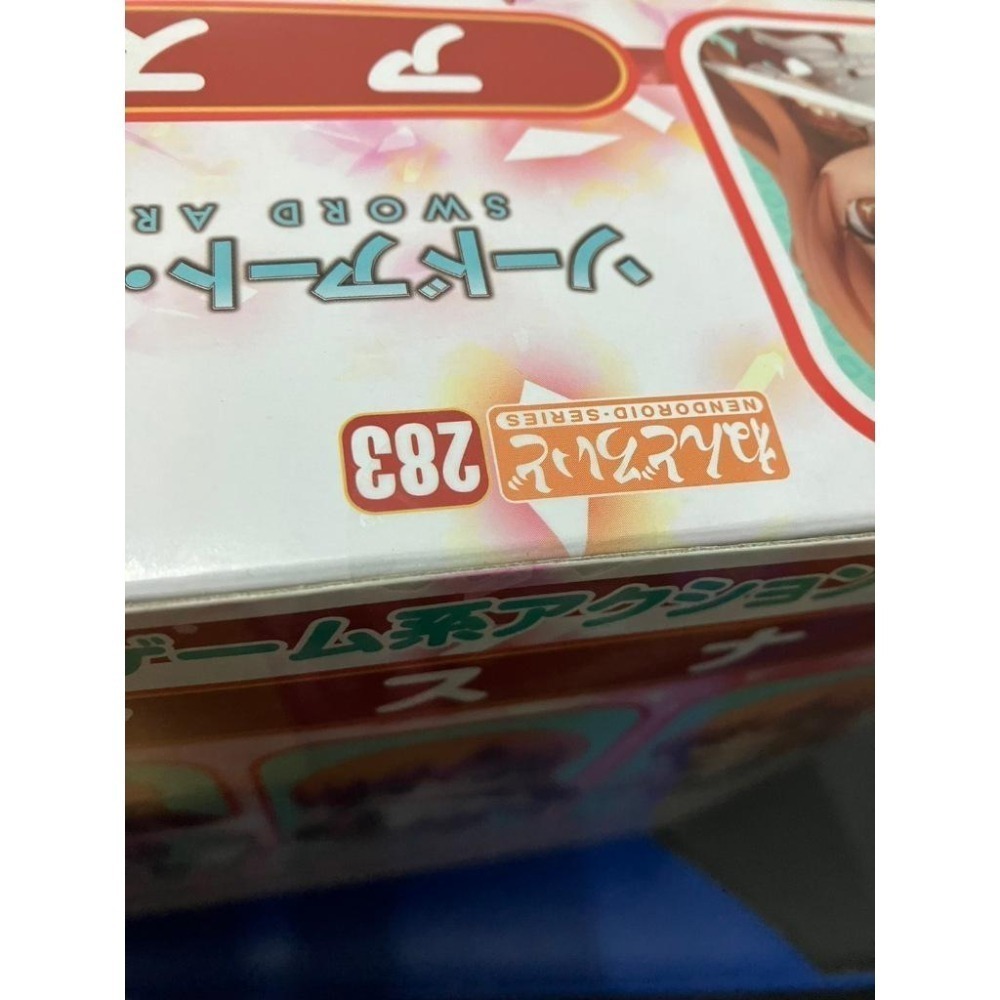 ねんどろいど
NENDOROID-SERIES
283
ソードアート・
SWORD AR
アス
ゲーム系アクション
スナ